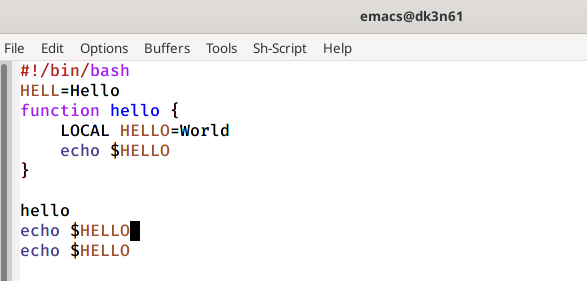 emacs@dk3n61
File Edit Options Buffers Tools Sh-Script Help
#!/bin/bash
HELL=Hello
function hello {
    LOCAL HELLO=World
    echo $HELLO
}
hello
echo $HELLO
echo $HELLO